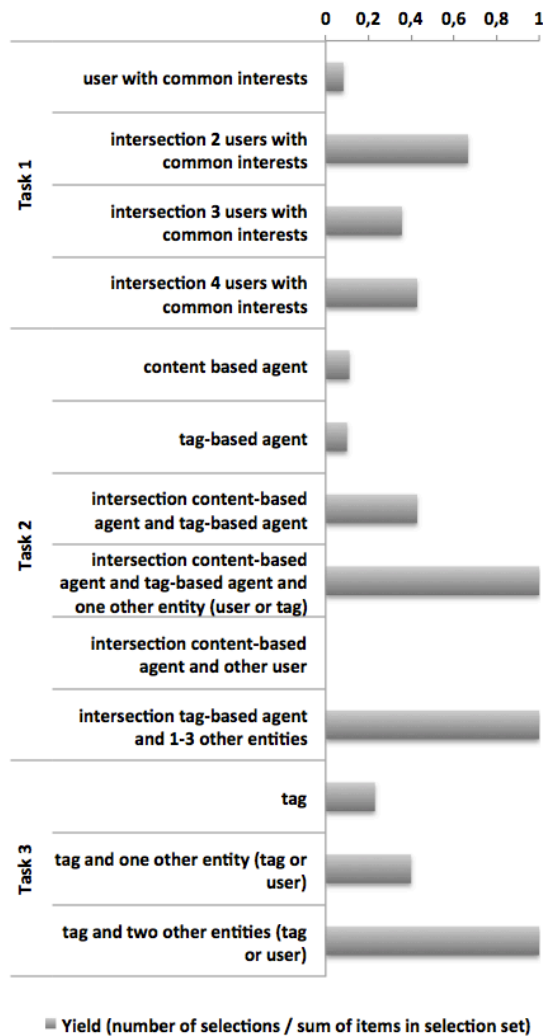 0 0,2 0,4 0,6 0,8 1
Task 1
user with common interests
intersection 2 users with
common interests
intersection 3 users with
common interests
intersection 4 users with
common interests
Task 2
content based agent
tag-based agent
intersection content-based
agent and tag-based agent
intersection content-based
agent and tag-based agent and
one other entity (user or tag)
intersection content-based
agent and other user
intersection tag-based agent
and 1-3 other entities
Task 3
tag
tag and one other entity (tag or
user)
tag and two other entities (tag
or user)
Yield (number of selections / sum of items in selection set)